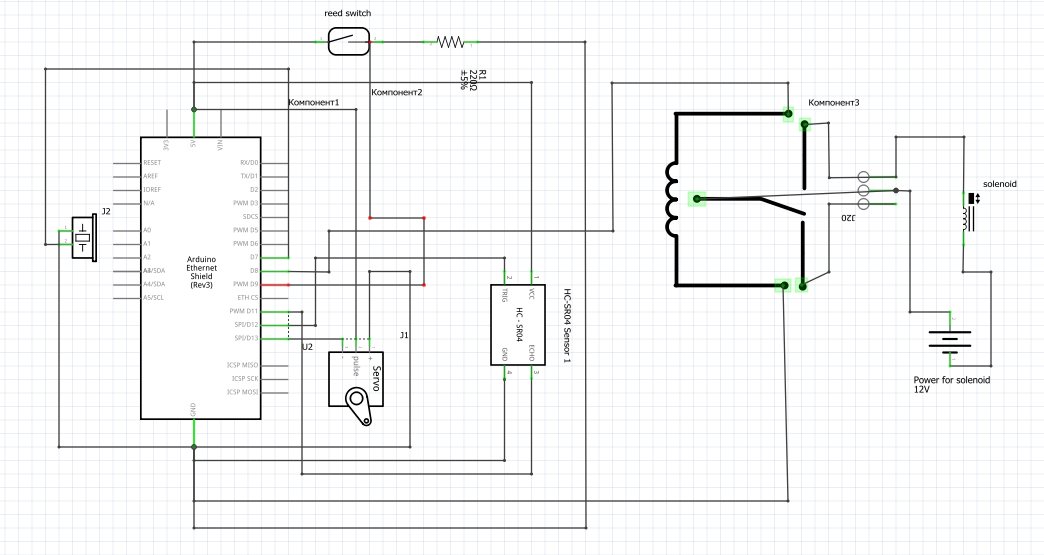 reed switch
R1
220Ω
±5%
Компонент1
Компонент2
Компонент3
5V
VIN
RESET
AREF
IOREF
N/A
A0
A1
A2
A4/SDA
A5/SCL
RX/D0
TX/D1
D2
PWM D3
SDCS
PWM D5
PWM D6
D7
D8
PWM D9
ETH CS
PWM D11
SPI/D12
SPI/D13
ICSP MISO
ICSP SCK
ICSP MOSI
GND
Arduino
Ethernet
Shield
(Rev3)
J2
U2
J1
pulse
Servo
TRIG
VCC
GND
ECHO
2
1
4
3
HC - SR04
HC-SR04 Sensor 1
J20
solenoid
Power for solenoid
12V